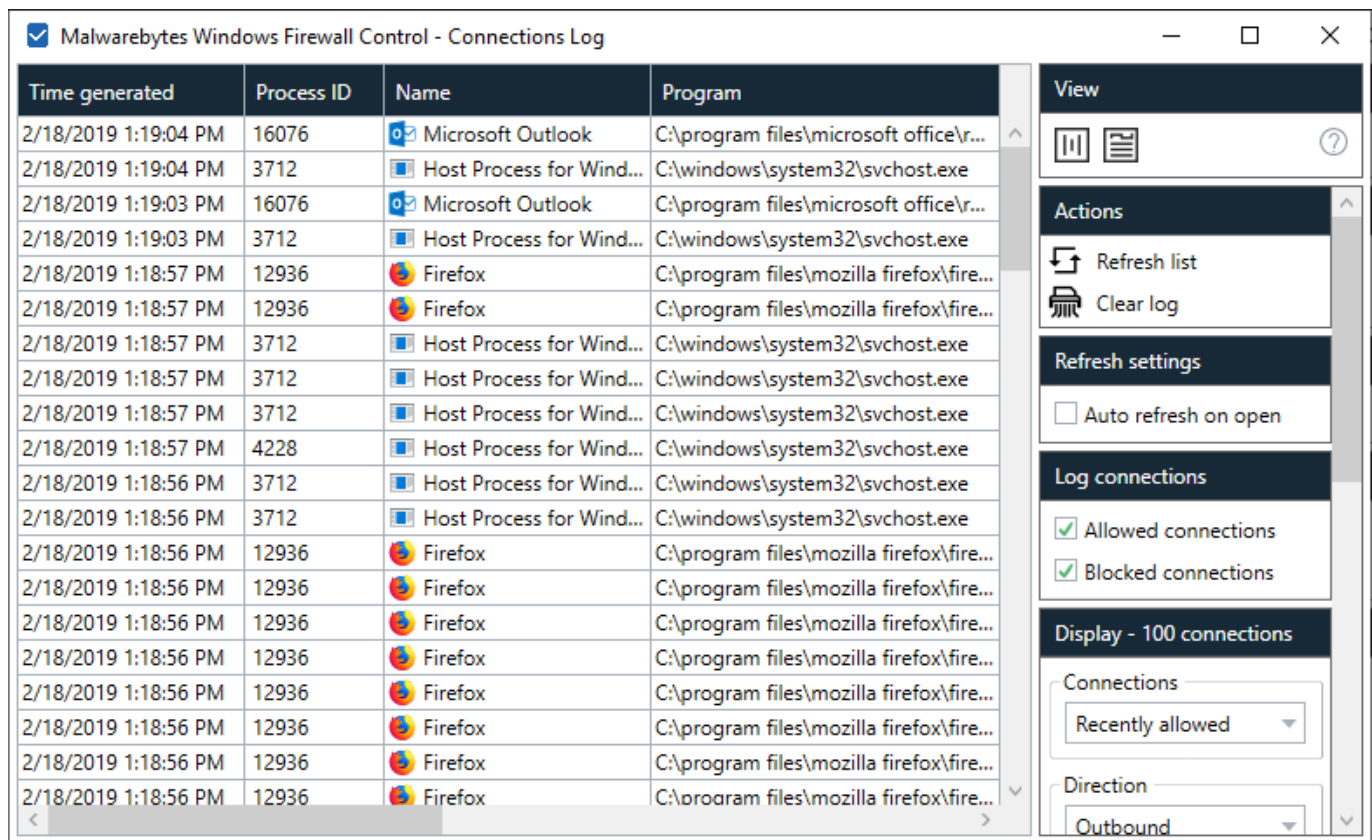 Malwarebytes Windows Firewall Control - Connections Log
Time generated Process ID Name Program
2/18/2019 1:19:04 PM 16076 Microsoft Outlook C:\program files\microsoft office\r...
2/18/2019 1:19:04 PM 3712 Host Process for Wind... C:\windows\system32\svchost.exe
2/18/2019 1:19:03 PM 16076 Microsoft Outlook C:\program files\microsoft office\r...
2/18/2019 1:19:03 PM 3712 Host Process for Wind... C:\windows\system32\svchost.exe
2/18/2019 1:18:57 PM 12936 Firefox C:\program files\mozilla firefox\fire...
2/18/2019 1:18:57 PM 12936 Firefox C:\program files\mozilla firefox\fire...
2/18/2019 1:18:57 PM 3712 Host Process for Wind... C:\windows\system32\svchost.exe
2/18/2019 1:18:57 PM 3712 Host Process for Wind... C:\windows\system32\svchost.exe
2/18/2019 1:18:57 PM 3712 Host Process for Wind... C:\windows\system32\svchost.exe
2/18/2019 1:18:57 PM 4228 Host Process for Wind... C:\windows\system32\svchost.exe
2/18/2019 1:18:56 PM 3712 Host Process for Wind... C:\windows\system32\svchost.exe
2/18/2019 1:18:56 PM 3712 Host Process for Wind... C:\windows\system32\svchost.exe
2/18/2019 1:18:56 PM 12936 Firefox C:\program files\mozilla firefox\fire...
2/18/2019 1:18:56 PM 12936 Firefox C:\program files\mozilla firefox\fire...
2/18/2019 1:18:56 PM 12936 Firefox C:\program files\mozilla firefox\fire...
2/18/2019 1:18:56 PM 12936 Firefox C:\program files\mozilla firefox\fire...
2/18/2019 1:18:56 PM 12936 Firefox C:\program files\mozilla firefox\fire...
2/18/2019 1:18:56 PM 12936 Firefox C:\program files\mozilla firefox\fire...
2/18/2019 1:18:56 PM 12936 Firefox C:\program files\mozilla firefox\fire...
2/18/2019 1:18:56 PM 12936 Firefox C:\program files\mozilla firefox\fire...
View
?
Actions
Refresh list
Clear log
Refresh settings
Auto refresh on open
Log connections
Allowed connections
Blocked connections
Display - 100 connections
Connections
Recently allowed
Direction
Outbound